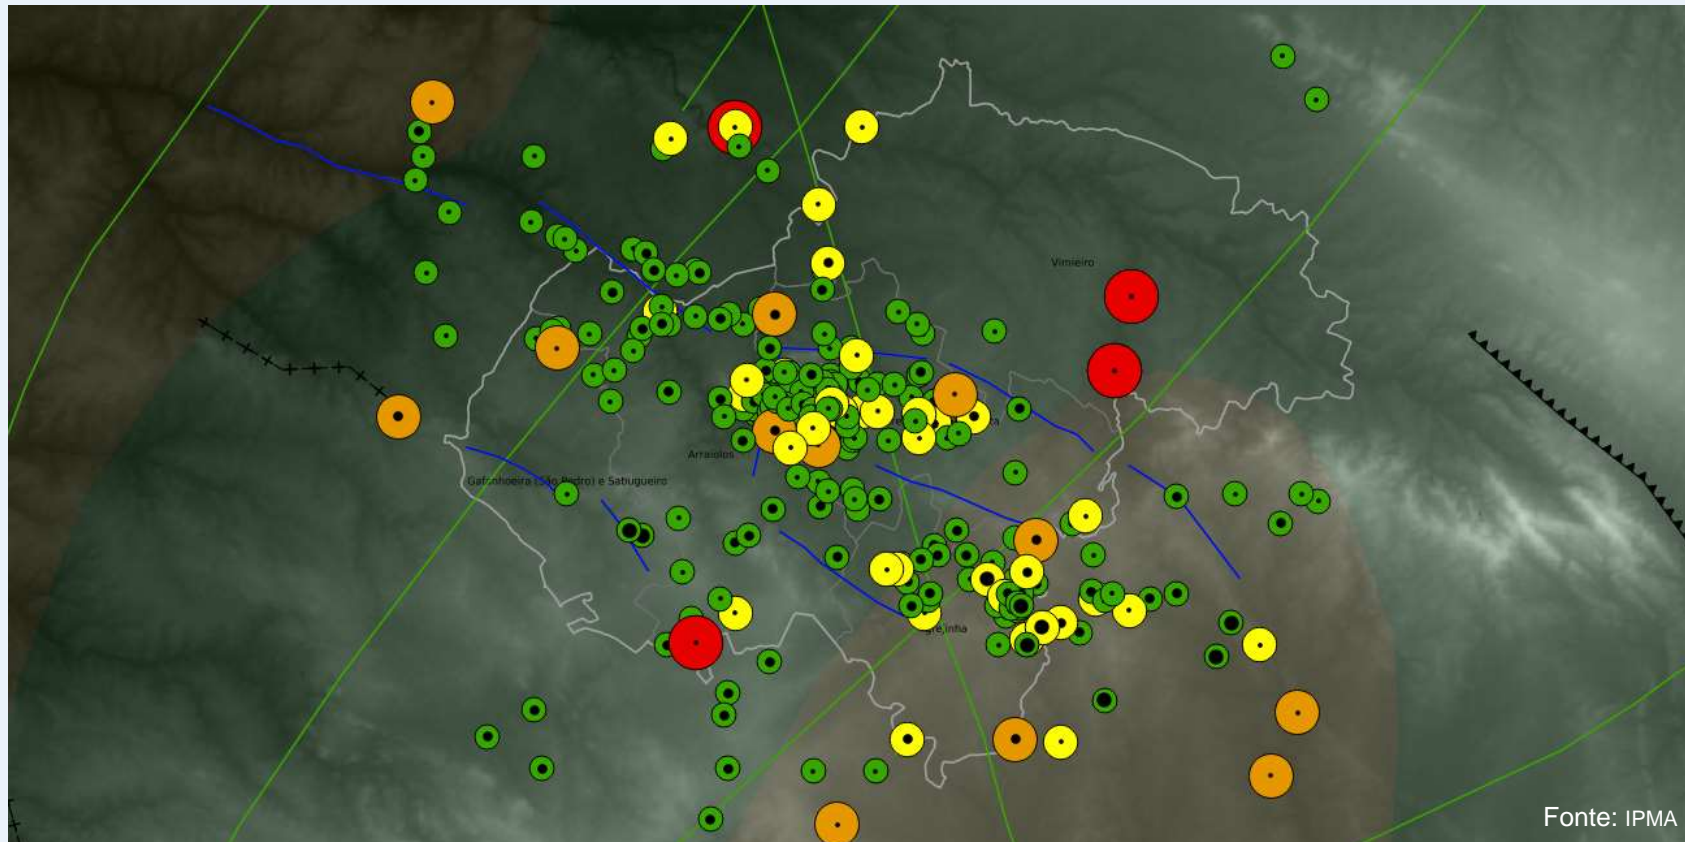 Vimieiro
Arraiolos
Gafanhoeira (São Pedro) e Sabugueiro
Fonte: IPMA